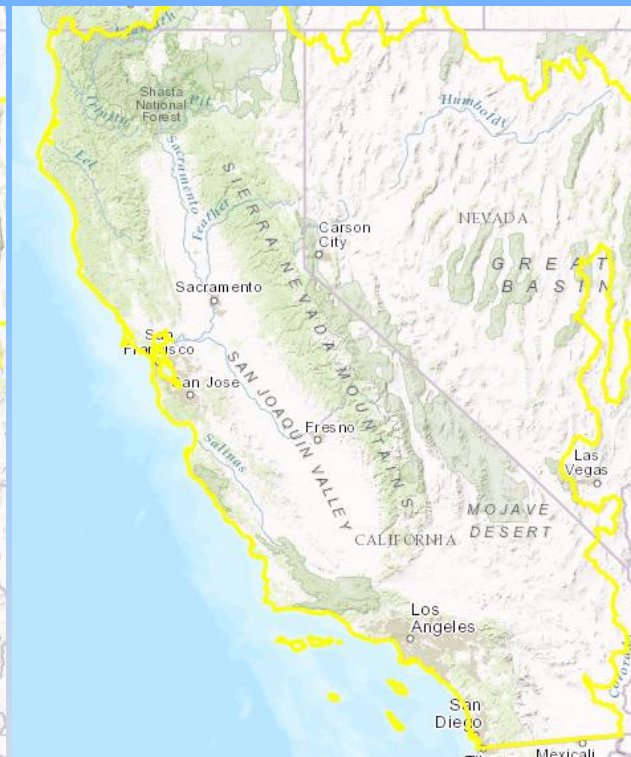 Shasta
National
Forest
Pit
Trinity
Sacramento
Eel
Feather
Humboldt
SIERRA NEVADA MOUNTAINS
NEVADA
Carson
City
GREAT
BASIN
Sacramento
San
Francisco
San Jose
SAN JOAQUIN VALLEY
Fresno
Salinas
Las
Vegas
MOJAVE
DESERT
CALIFORNIA
Los
Angeles
San
Diego
Mexicali